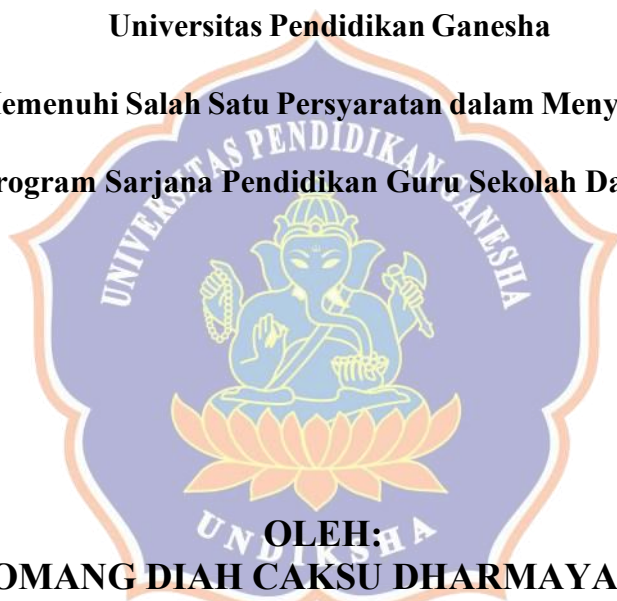 Universitas Pendidikan Ganesha
Memenuhi Salah Satu Persyaratan dalam Meny
UNIVERSITAS PENDIDIKAN GANESHA
rogram Sarjana Pendidikan Guru Sekolah Da
UNDIKSHA
OLEH:
OMANG DIAH CAKSU DHARMAYA